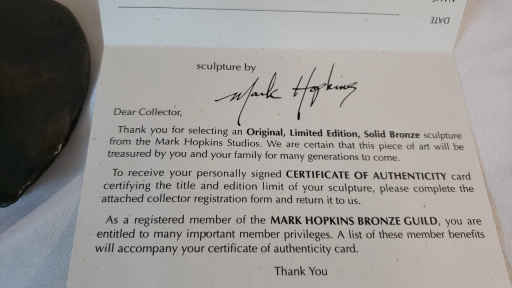 DATE
sculpture by
Mark Hopkins
Dear Collector,
Thank you for selecting an Original, Limited Edition, Solid Bronze sculpture
from the Mark Hopkins Studios. We are certain that this piece of art will be
treasured by you and your family for many generations to come.
To receive your personally signed CERTIFICATE OF AUTHENTICITY card
certifying the title and edition limit of your sculpture, please complete the
attached collector registration form and return it to us.
As a registered member of the MARK HOPKINS BRONZE GUILD, you are
entitled to many important member privileges. A list of these member benefits
will accompany your certificate of authenticity card.
Thank You